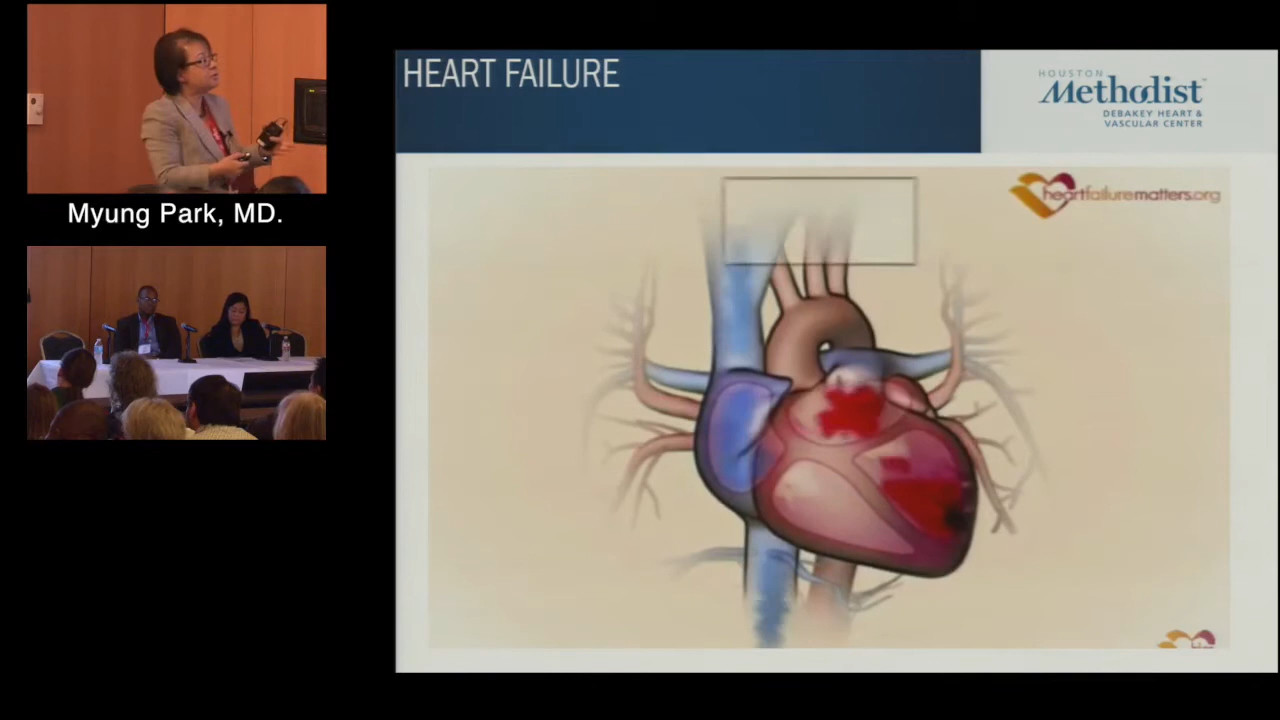 Myung Park, MD.
HEART FAILURE
HOUSTON
Methodist
DEBAKEY HEART &
VASCULAR CENTER
heartfailurematters.org